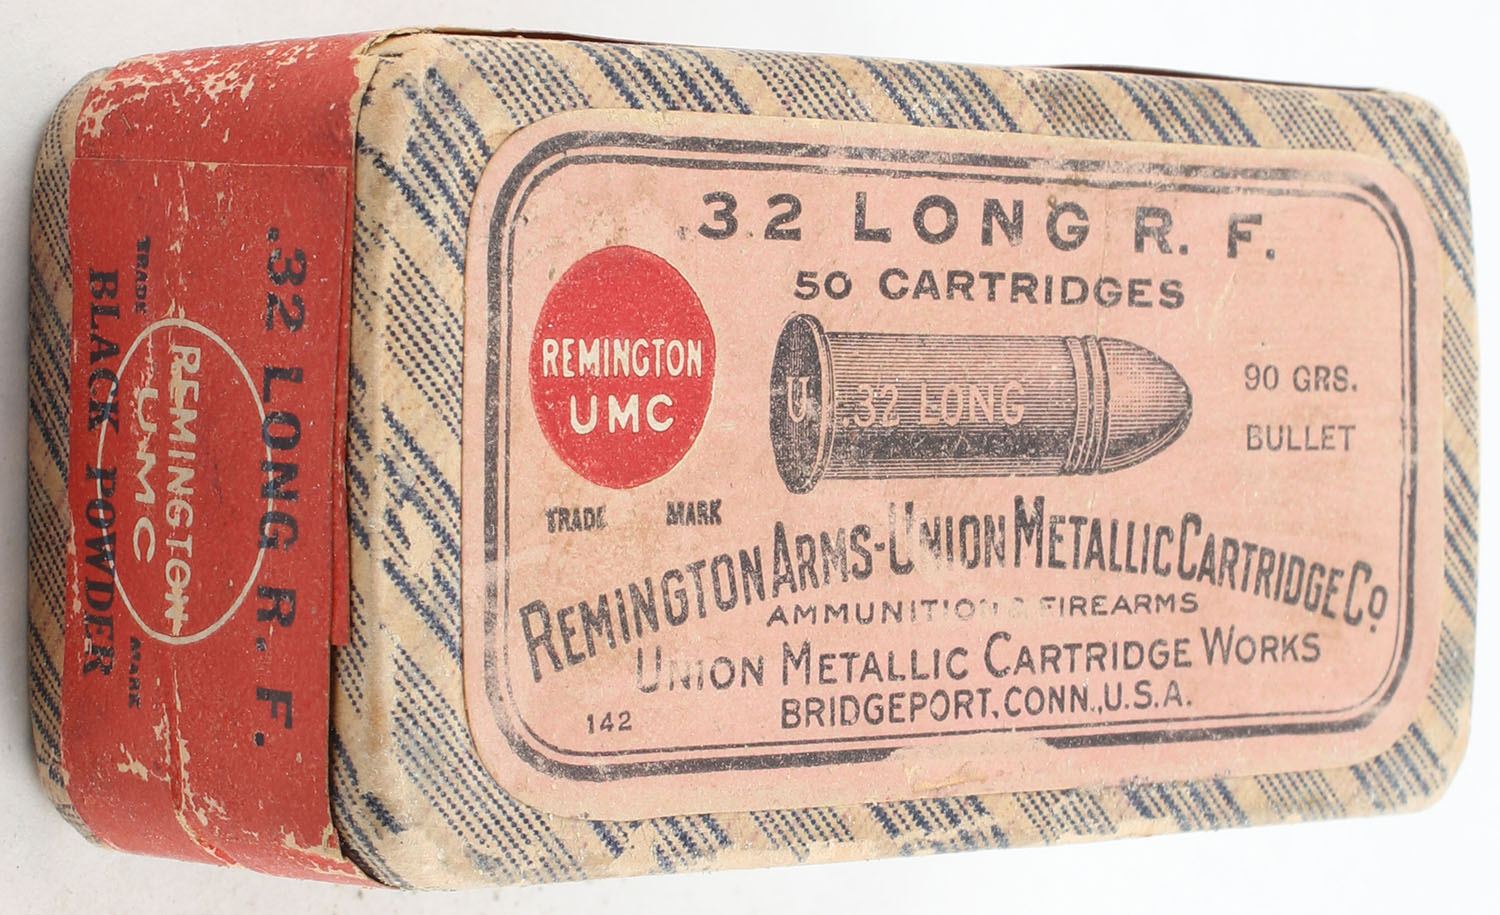 .32 LONG R. F.
50 CARTRIDGES
REMINGTON
UMC
TRADE MARK
U .32 LONG
90 GRS.
BULLET
REMINGTON ARMS-UNION METALLIC CARTRIDGE CO
AMMUNITION & FIREARMS
UNION METALLIC CARTRIDGE WORKS
BRIDGEPORT, CONN., U.S.A.
142
.32 LONG R. F.
REMINGTON
UMC
TRADE MARK
BLACK POWDER